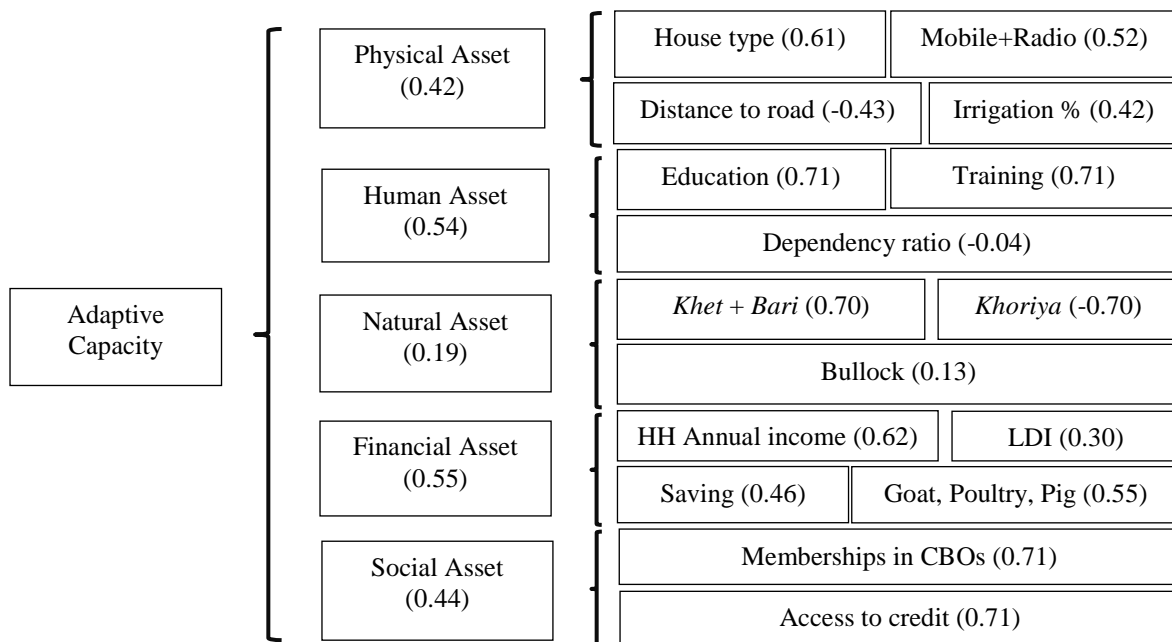 Adaptive
Capacity
Physical Asset
(0.42)
House type (0.61)
Mobile+Radio (0.52)
Distance to road (-0.43)
Irrigation % (0.42)
Human Asset
(0.54)
Education (0.71)
Training (0.71)
Dependency ratio (-0.04)
Natural Asset
(0.19)
Khet + Bari (0.70)
Khoriya (-0.70)
Bullock (0.13)
Financial Asset
(0.55)
HH Annual income (0.62)
LDI (0.30)
Saving (0.46)
Goat, Poultry, Pig (0.55)
Social Asset
(0.44)
Memberships in CBOs (0.71)
Access to credit (0.71)